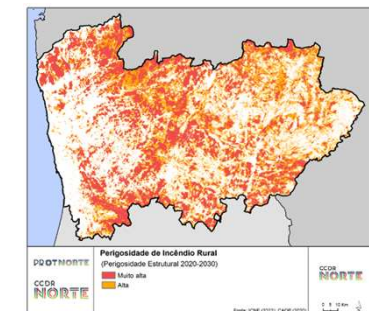 PROTNORTE
CCDR
NORTE
Perigosidade de Incêndio Rural
(Perigosidade Estrutural 2020-2030)
Muito alta
Alta
CCDR
NORTE